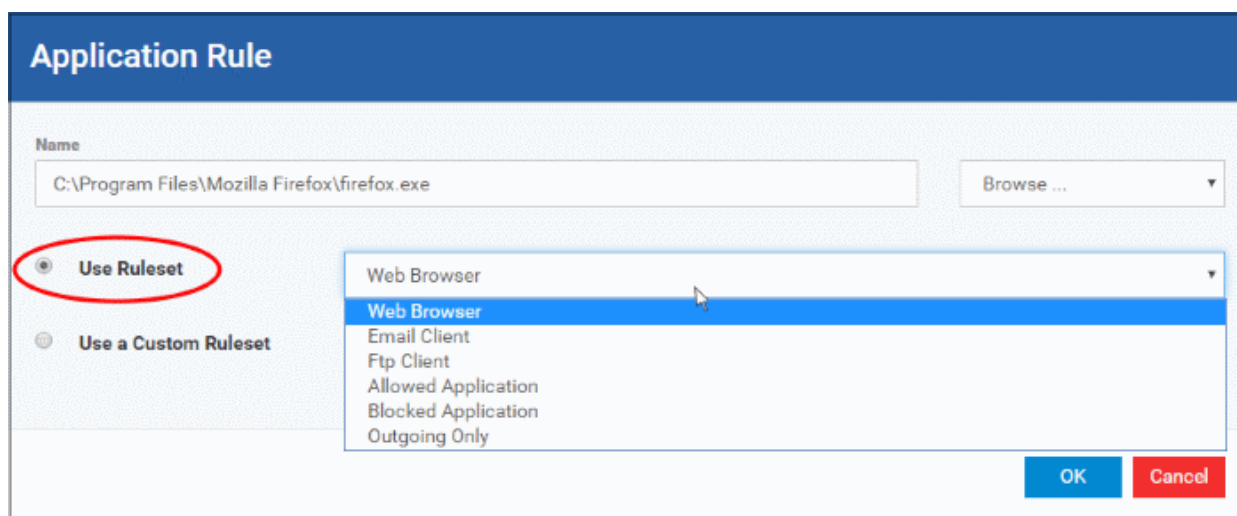 Application Rule
Name
C:\Program Files\Mozilla Firefox\firefox.exe
Browse ...
Use Ruleset
Web Browser
Web Browser
Email Client
Use a Custom Ruleset
Ftp Client
Allowed Application
Blocked Application
Outgoing Only
OK
Cancel